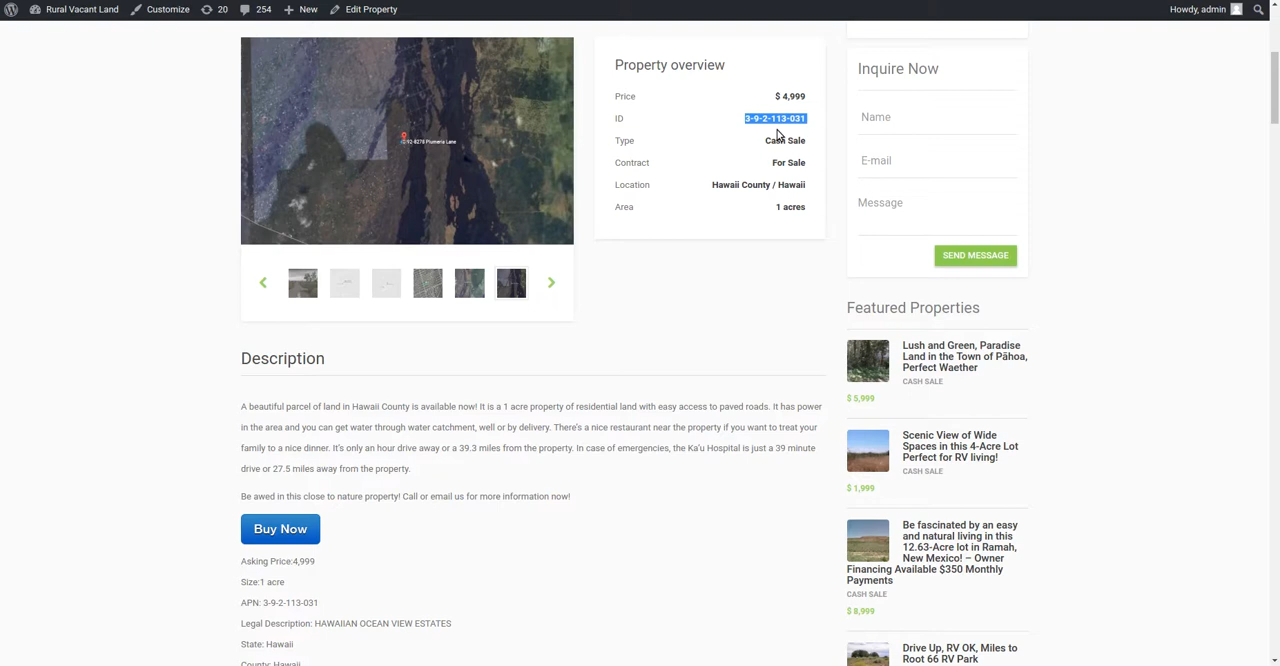 Rural Vacant Land Customize 20 254 New Edit Property Howdy, admin
92-8278 Plumeria Lane
Property overview
Price $ 4,999
ID 3-9-2-113-031
Type Cash Sale
Contract For Sale
Location Hawaii County / Hawaii
Area 1 acres
Description
A beautiful parcel of land in Hawaii County is available now! It is a 1 acre property of residential land with easy access to paved roads. It has power
in the area and you can get water through water catchment, well or by delivery. There's a nice restaurant near the property if you want to treat your
family to a nice dinner. It's only an hour drive away or a 39.3 miles from the property. In case of emergencies, the Ka'u Hospital is just a 39 minute
drive or 27.5 miles away from the property.
Be awed in this close to nature property! Call or email us for more information now!
Buy Now
Asking Price:4,999
Size:1 acre
APN: 3-9-2-113-031
Legal Description: HAWAIIAN OCEAN VIEW ESTATES
State: Hawaii
County: Hawaii
Inquire Now
Name
E-mail
Message
SEND MESSAGE
Featured Properties
Lush and Green, Paradise
Land in the Town of Pāhoa,
Perfect Waether
CASH SALE
$ 5,999
Scenic View of Wide
Spaces in this 4-Acre Lot
Perfect for RV living!
CASH SALE
$ 1,999
Be fascinated by an easy
and natural living in this
12.63-Acre lot in Ramah,
New Mexico! – Owner
Financing Available $350 Monthly
Payments
CASH SALE
$ 8,999
Drive Up, RV OK, Miles to
Root 66 RV Park